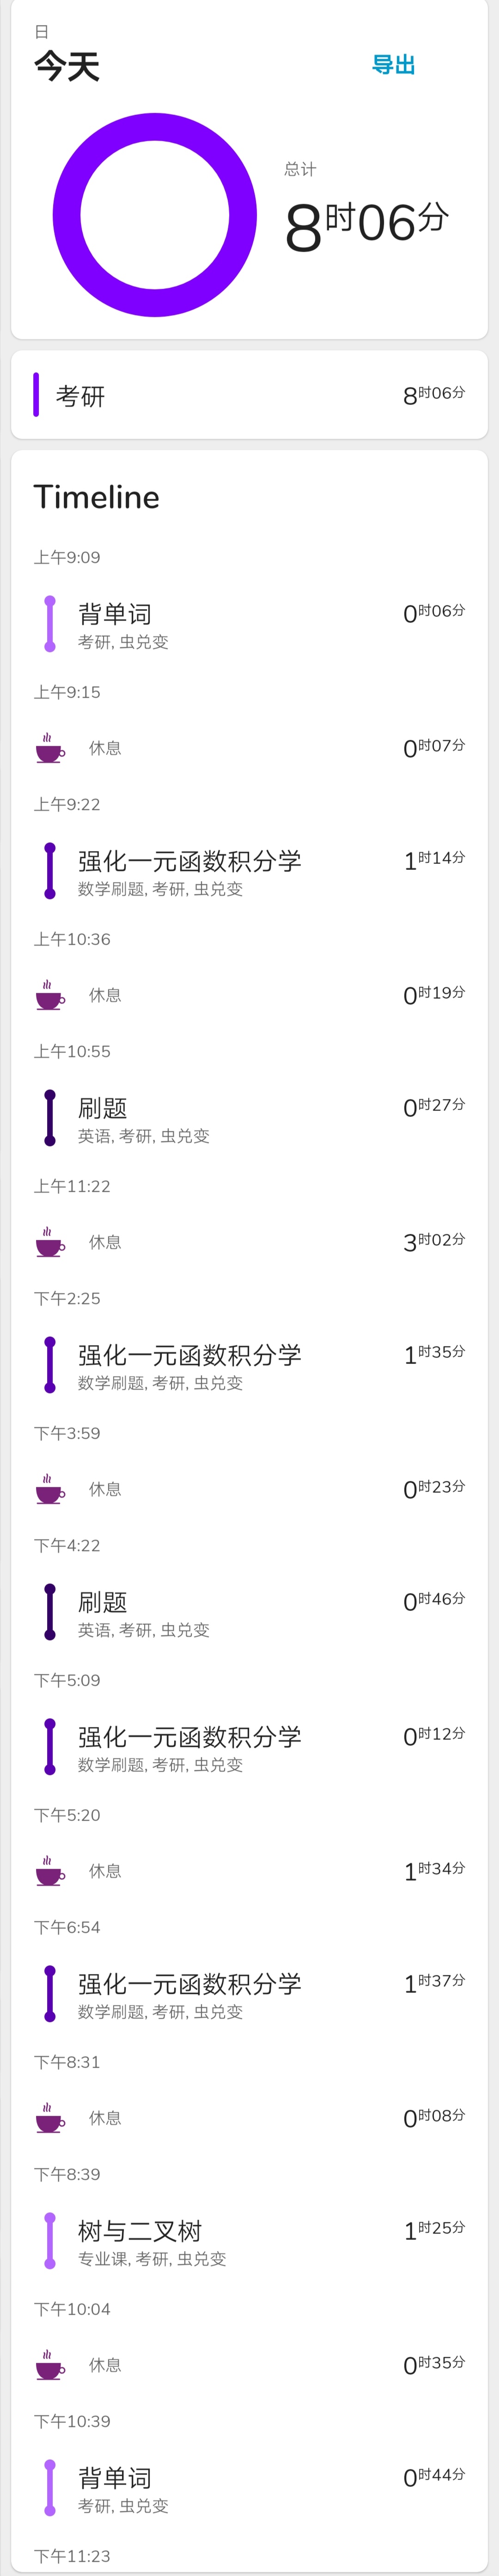 日
今天
导出
总计
8时06分
考研
8时06分
Timeline
上午9:09
背单词
0时06分
考研, 虫兑变
上午9:15
休息
0时07分
上午9:22
强化一元函数积分学
1时14分
数学刷题, 考研, 虫兑变
上午10:36
休息
0时19分
上午10:55
刷题
0时27分
英语, 考研, 虫兑变
上午11:22
休息
3时02分
下午2:25
强化一元函数积分学
1时35分
数学刷题, 考研, 虫兑变
下午3:59
休息
0时23分
下午4:22
刷题
0时46分
英语, 考研, 虫兑变
下午5:09
强化一元函数积分学
0时12分
数学刷题, 考研, 虫兑变
下午5:20
休息
1时34分
下午6:54
强化一元函数积分学
1时37分
数学刷题, 考研, 虫兑变
下午8:31
休息
0时08分
下午8:39
树与二叉树
1时25分
专业课, 考研, 虫兑变
下午10:04
休息
0时35分
下午10:39
背单词
0时44分
考研, 虫兑变
下午11:23